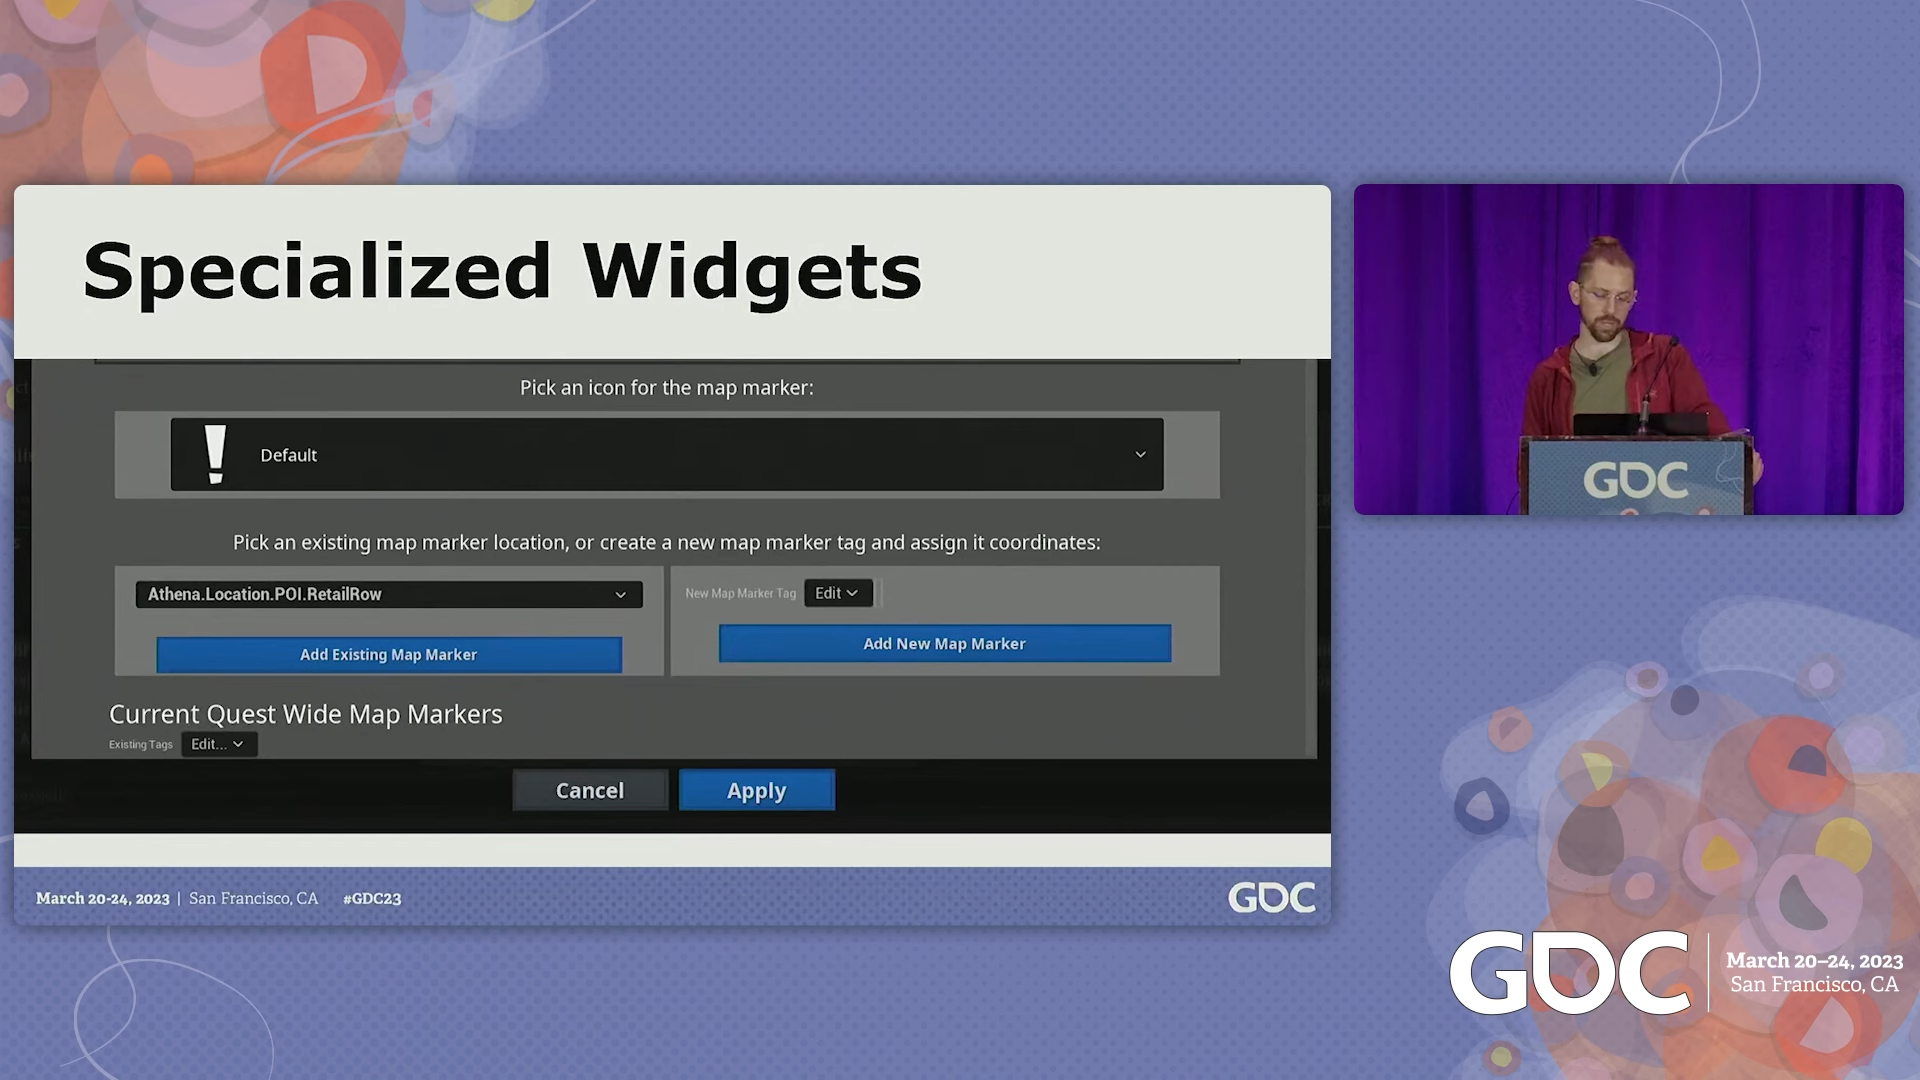 Specialized Widgets
Pick an icon for the map marker:
Default
Pick an existing map marker location, or create a new map marker tag and assign it coordinates:
Athena.Location.POI.RetailRow
Add Existing Map Marker
New Map Marker Tag Edit
Add New Map Marker
Current Quest Wide Map Markers
Existing Tags Edit...
Cancel Apply
March 20-24, 2023 | San Francisco, CA #GDC23
GDC
GDC
GDC
March 20–24, 2023
San Francisco, CA